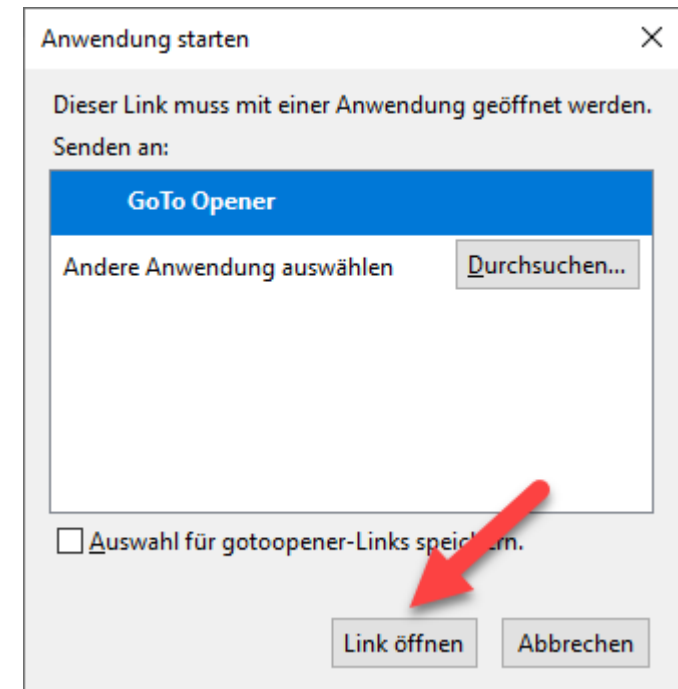 Anwendung starten
Dieser Link muss mit einer Anwendung geöffnet werden.
Senden an:
GoTo Opener
Andere Anwendung auswählen Durchsuchen...
Auswahl für gotoopener-Links speichern.
Link öffnen Abbrechen